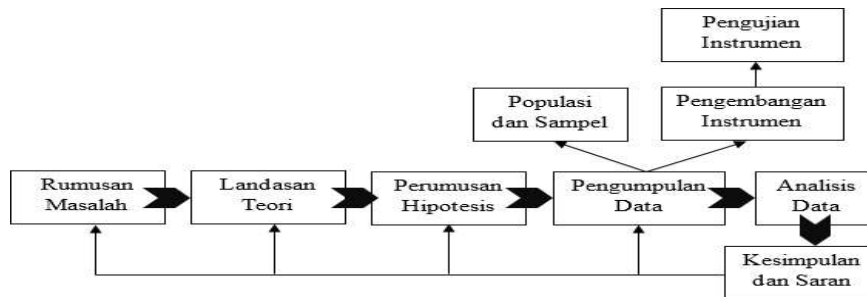 Pengujian
Instrumen
Populasi
dan Sampel
Pengembangan
Instrumen
Rumusan
Masalah
Landasan
Teori
Perumusan
Hipotesis
Pengumpulan
Data
Analisis
Data
Kesimpulan
dan Saran